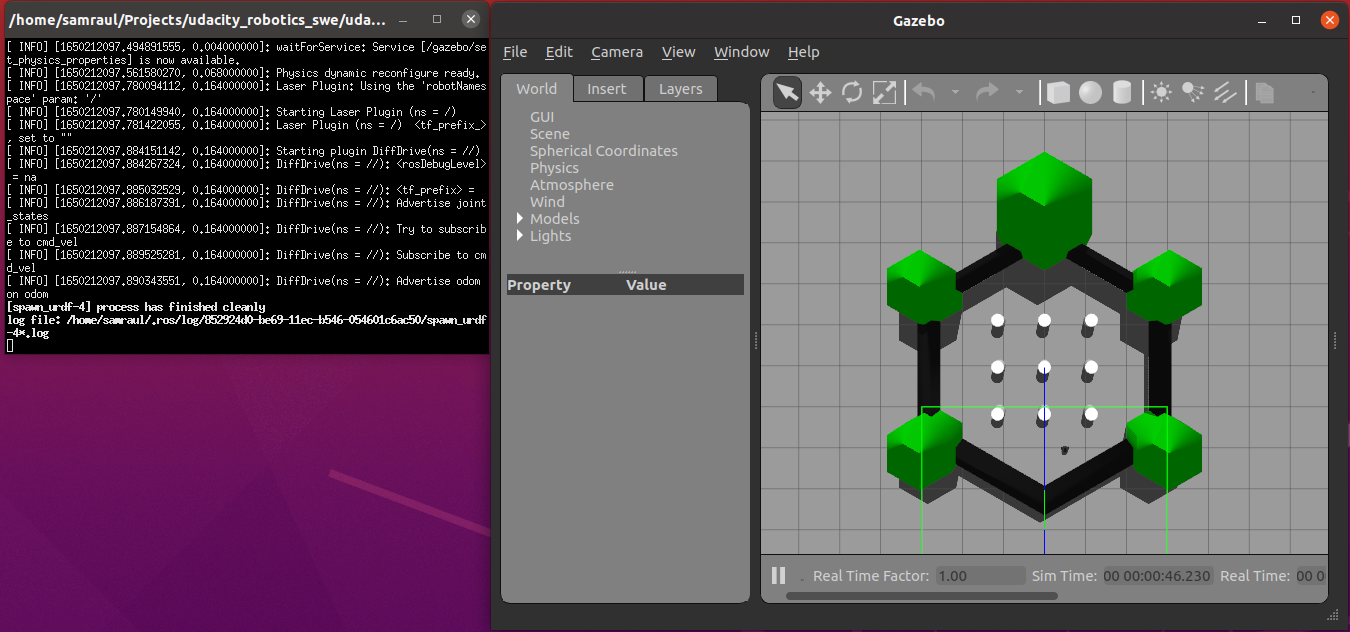 /home/samraul/Projects/udacity_robotics_swe/uda...
[ INFO] [1650212097.494891555, 0.004000000]: waitForService: Service [/gazebo/se
t_physics_properties] is now available.
[ INFO] [1650212097.561580270, 0.068000000]: Physics dynamic reconfigure ready.
[ INFO] [1650212097.780094112, 0.164000000]: Laser Plugin: Using the 'robotNames
pace' param: '/'
[ INFO] [1650212097.780149940, 0.164000000]: Starting Laser Plugin (ns = /)
[ INFO] [1650212097.781422055, 0.164000000]: Laser Plugin (ns = /)  <tf_prefix_>
, set to ""
[ INFO] [1650212097.884151142, 0.164000000]: Starting plugin DiffDrive(ns = //)
[ INFO] [1650212097.884267324, 0.164000000]: DiffDrive(ns = //): <rosDebugLevel>
 = na
[ INFO] [1650212097.885032529, 0.164000000]: DiffDrive(ns = //): <tf_prefix> =
[ INFO] [1650212097.886187391, 0.164000000]: DiffDrive(ns = //): Advertise joint
_states
[ INFO] [1650212097.887154864, 0.164000000]: DiffDrive(ns = //): Try to subscrib
e to cmd_vel
[ INFO] [1650212097.889525281, 0.164000000]: DiffDrive(ns = //): Subscribe to cm
d_vel
[ INFO] [1650212097.890343551, 0.164000000]: DiffDrive(ns = //): Advertise odom
on odom
[spawn_urdf-4] process has finished cleanly
log file: /home/samraul/.ros/log/852924d0-be69-11ec-b546-054601c6ac50/spawn_urdf
-4*.log
Gazebo
File Edit Camera View Window Help
World Insert Layers
GUI
Scene
Spherical Coordinates
Physics
Atmosphere
Wind
Models
Lights
Property Value
Real Time Factor: 1.00 Sim Time: 00 00:00:46.230 Real Time: 00 0